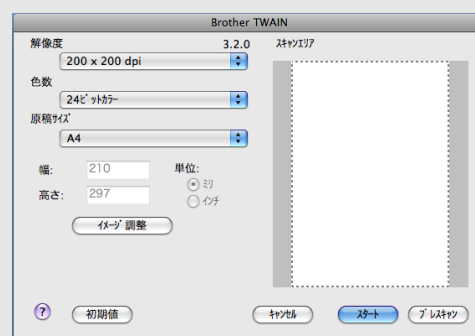 Brother TWAIN
解像度 3.2.0
200 x 200 dpi
色数
24ビットカラー
原稿サイズ
A4
幅: 210
高さ: 297
単位:
ミリ
インチ
イメージ調整
スキャンエリア
?
初期値
キャンセル
スタート
プレスキャン